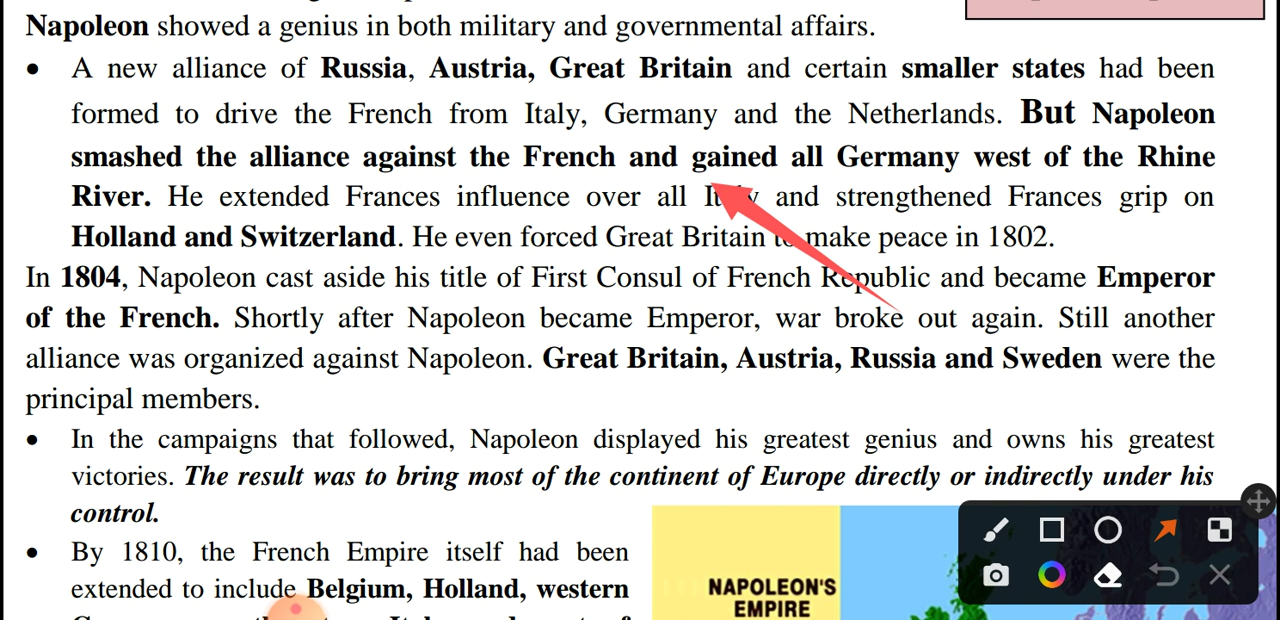 Napoleon showed a genius in both military and governmental affairs.
• A new alliance of Russia, Austria, Great Britain and certain smaller states had been
formed to drive the French from Italy, Germany and the Netherlands. But Napoleon
smashed the alliance against the French and gained all Germany west of the Rhine
River. He extended Frances influence over all Italy and strengthened Frances grip on
Holland and Switzerland. He even forced Great Britain to make peace in 1802.
In 1804, Napoleon cast aside his title of First Consul of French Republic and became Emperor
of the French. Shortly after Napoleon became Emperor, war broke out again. Still another
alliance was organized against Napoleon. Great Britain, Austria, Russia and Sweden were the
principal members.
• In the campaigns that followed, Napoleon displayed his greatest genius and owns his greatest
victories. The result was to bring most of the continent of Europe directly or indirectly under his
control.
• By 1810, the French Empire itself had been
extended to include Belgium, Holland, western
NAPOLEON'S
EMPIRE